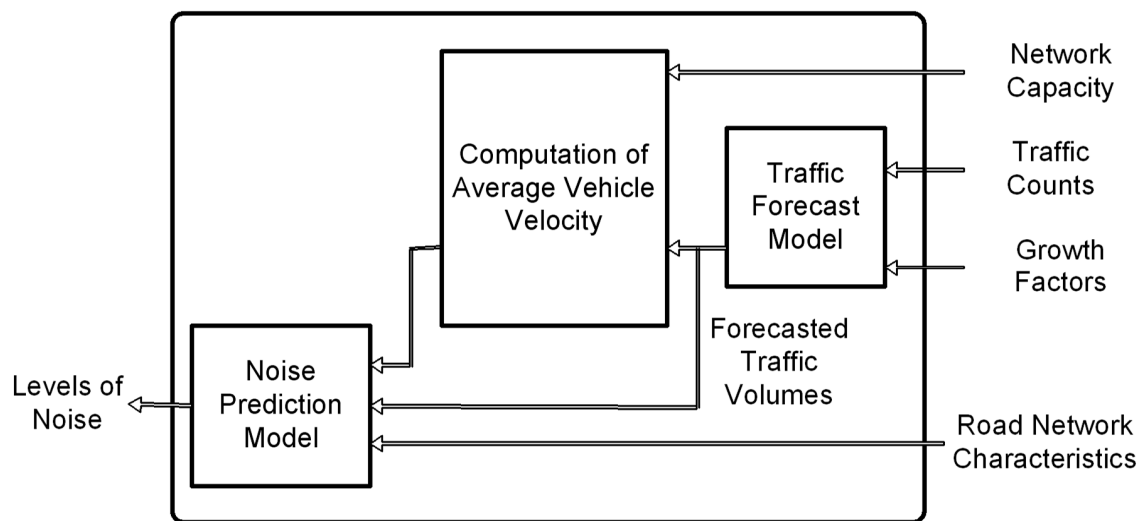 Network
Capacity
Computation of
Average Vehicle
Velocity
Traffic
Forecast
Model
Traffic
Counts
Growth
Factors
Forecasted
Traffic
Volumes
Noise
Prediction
Model
Levels of
Noise
Road Network
Characteristics